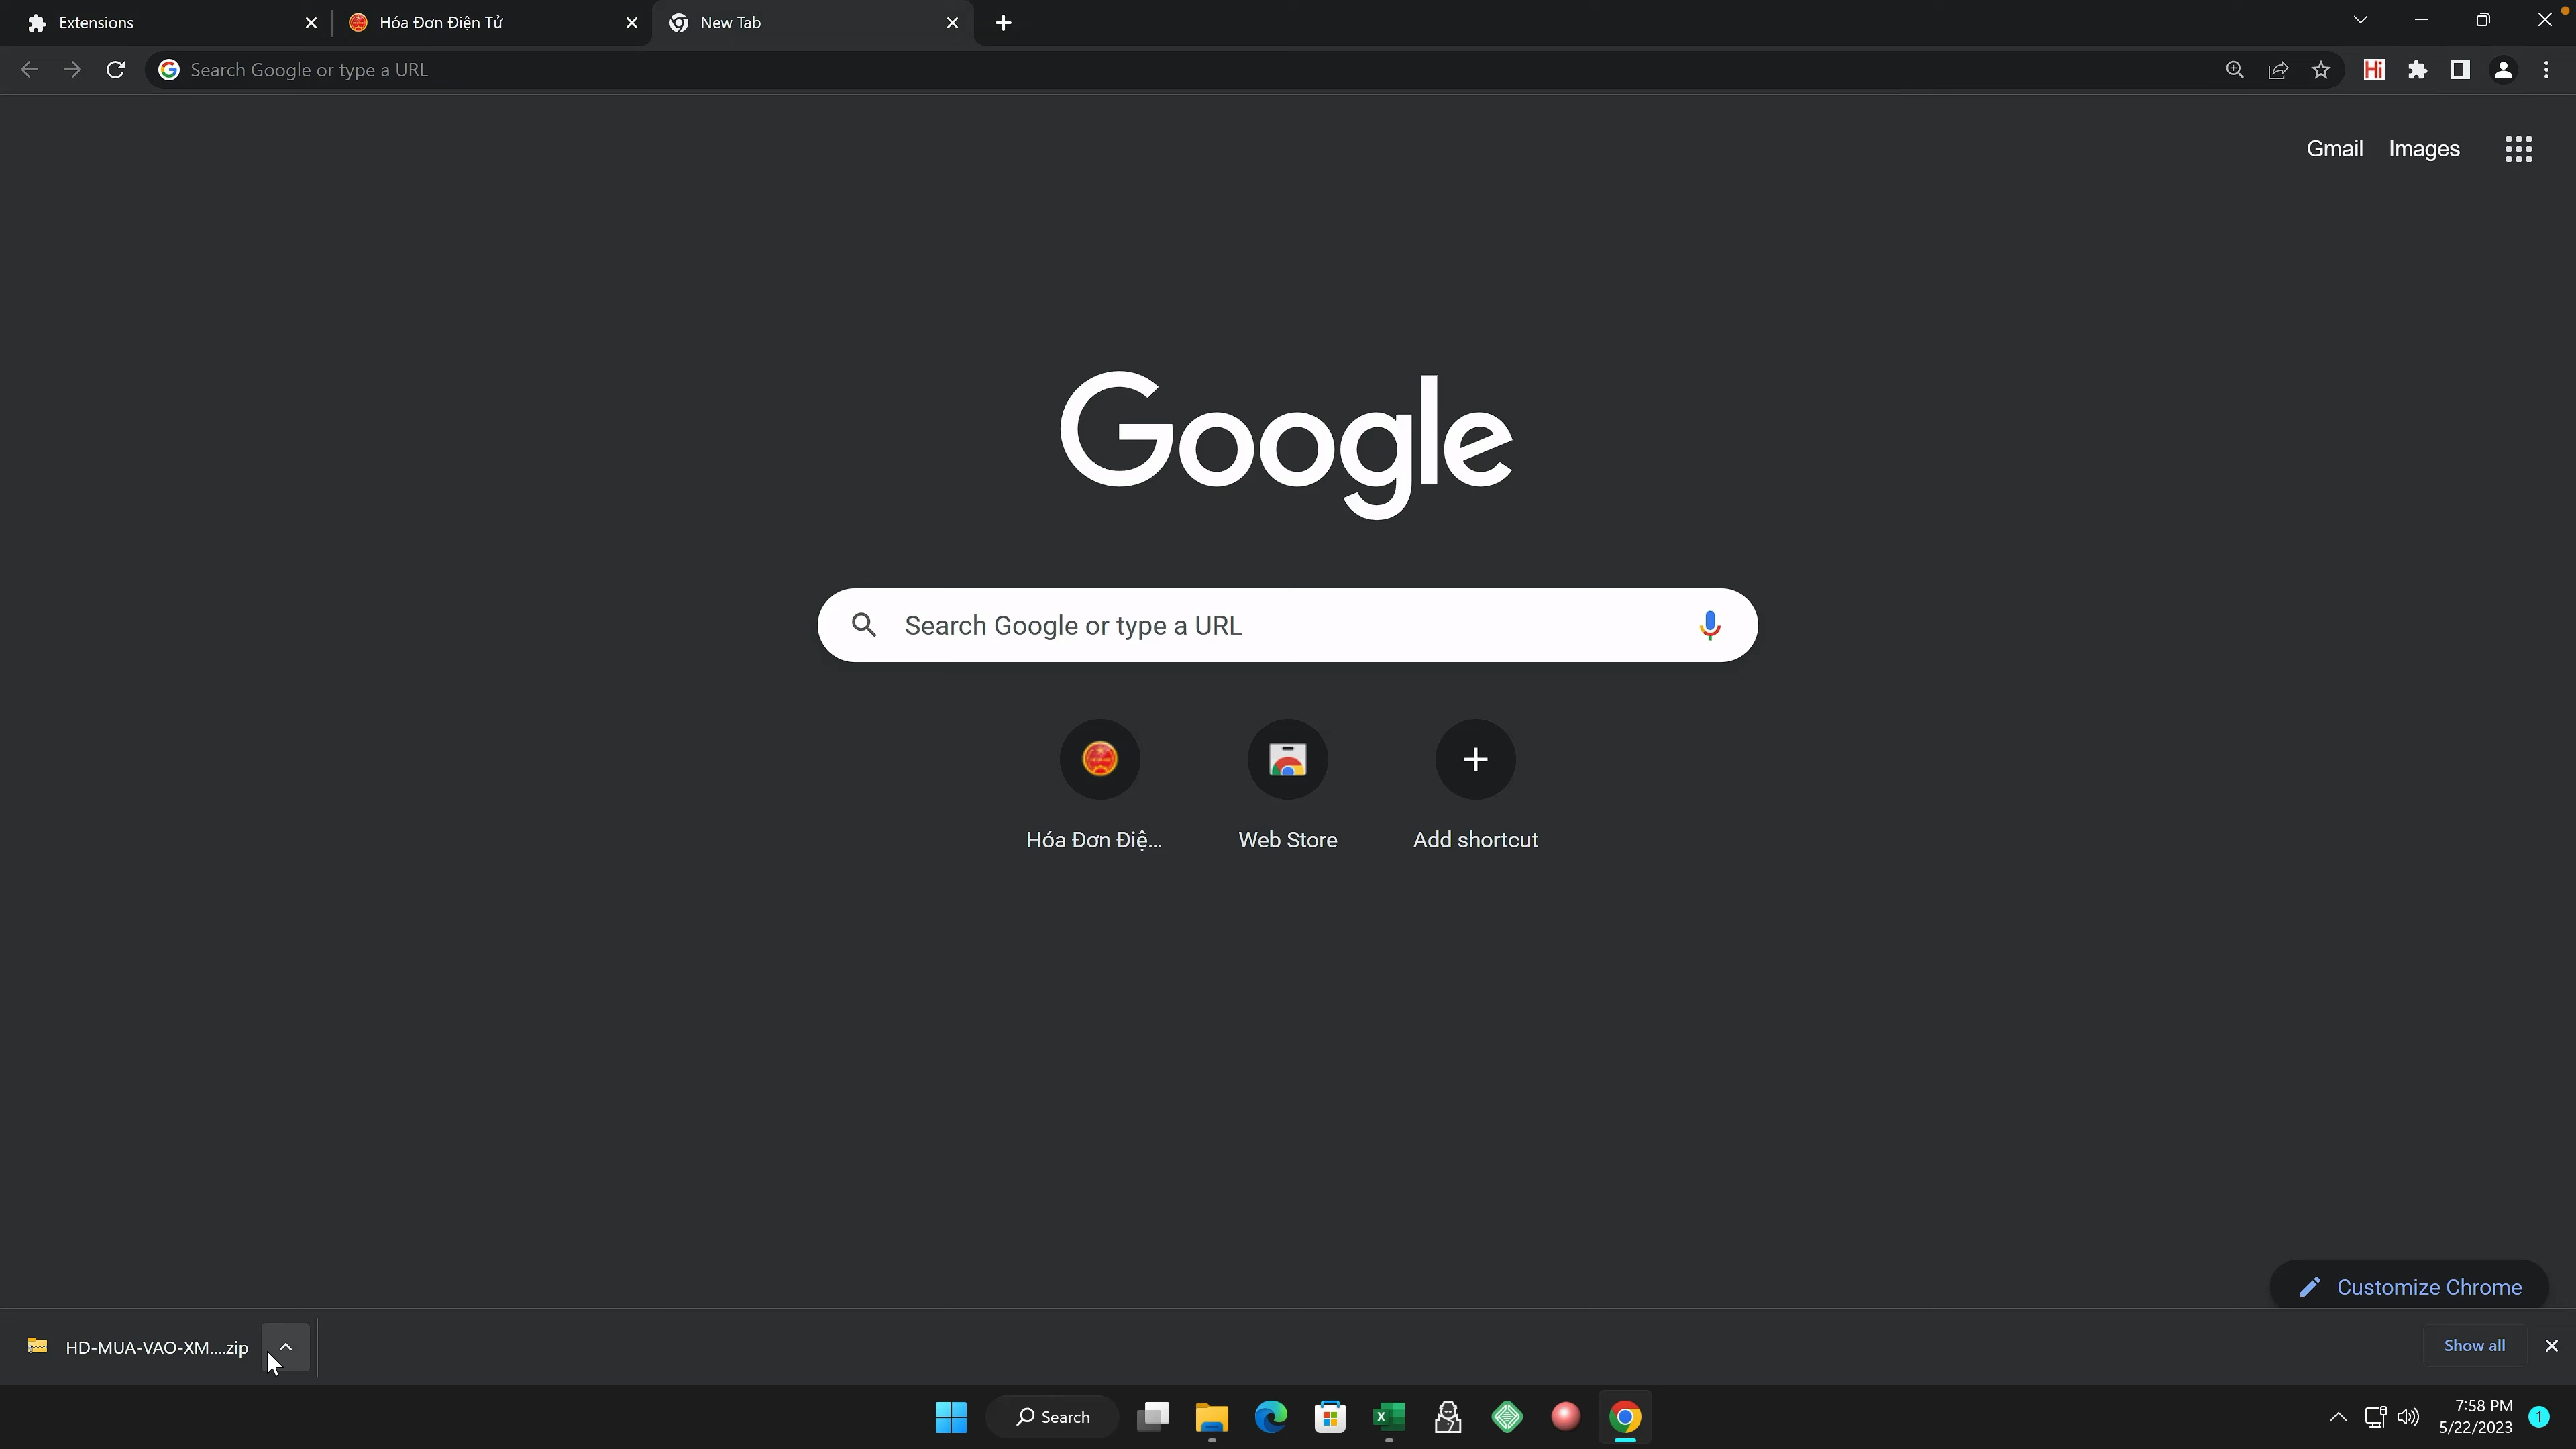 Extensions
Hóa Đơn Điện Tử
New Tab
Search Google or type a URL
Hi
Gmail
Images
Google
Search Google or type a URL
Hóa Đơn Điệ...
Web Store
Add shortcut
Customize Chrome
HD-MUA-VAO-XM....zip
Show all
Search
7:58 PM
5/22/2023
1